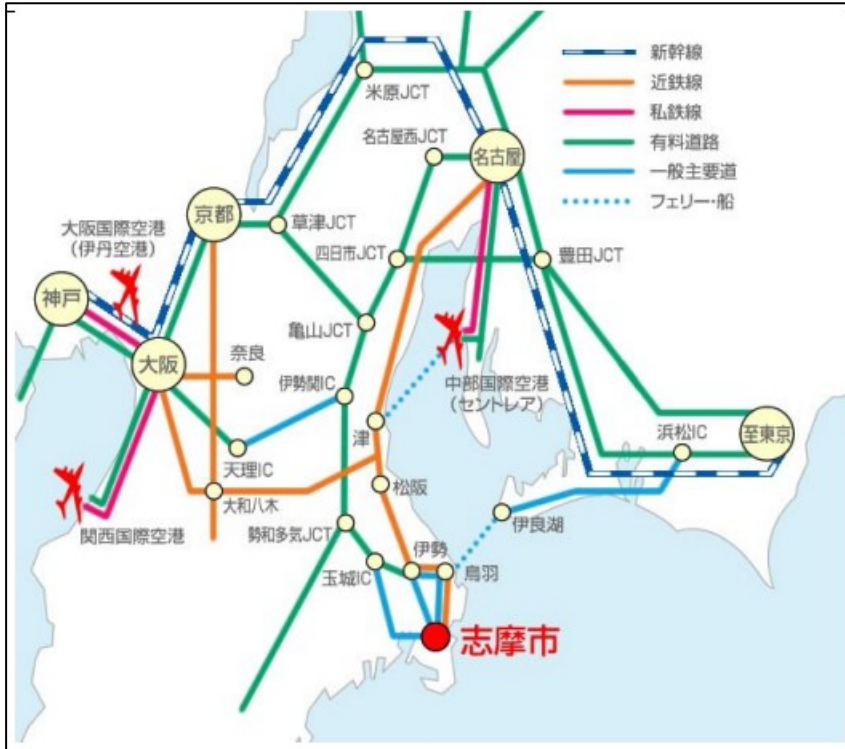 新幹線
近鉄線
私鉄線
有料道路
一般主要道
フェリー・船
米原JCT
名古屋西JCT
名古屋
京都
草津JCT
大阪国際空港
(伊丹空港)
四日市JCT
豊田JCT
神戸
亀山JCT
大阪
奈良
伊勢関IC
中部国際空港
(セントレア)
津
浜松IC
至東京
天理IC
大和八木
松阪
関西国際空港
勢和多気JCT
伊良湖
玉城IC
伊勢
鳥羽
志摩市